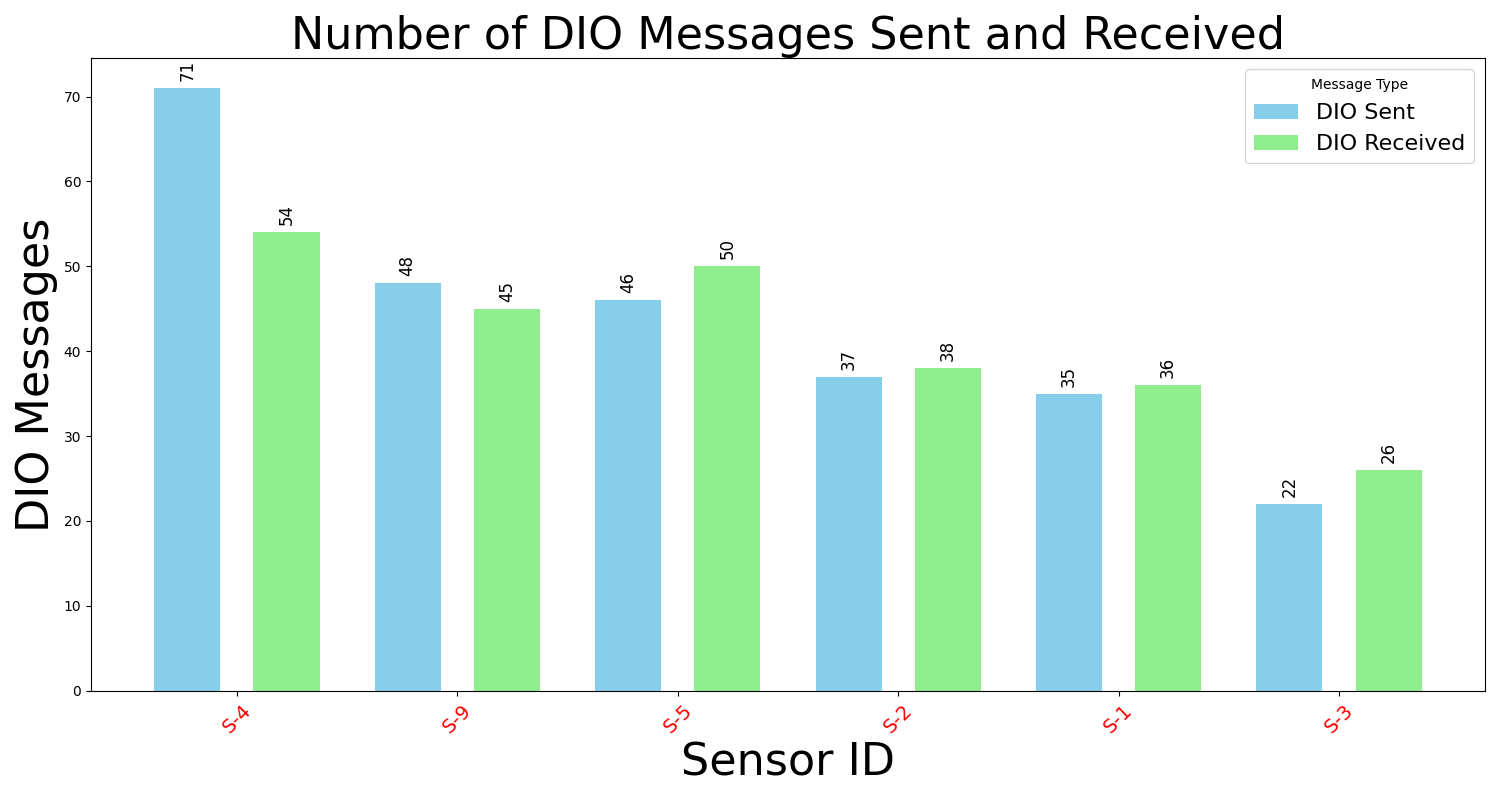 Number of DIO Messages Sent and Received
Message Type
DIO Sent
DIO Received
DIO Messages
70
60
50
40
30
20
10
0
71
54
48
45
46
50
37
38
35
36
22
26
S-4
S-9
S-5
S-2
S-1
S-3
Sensor ID